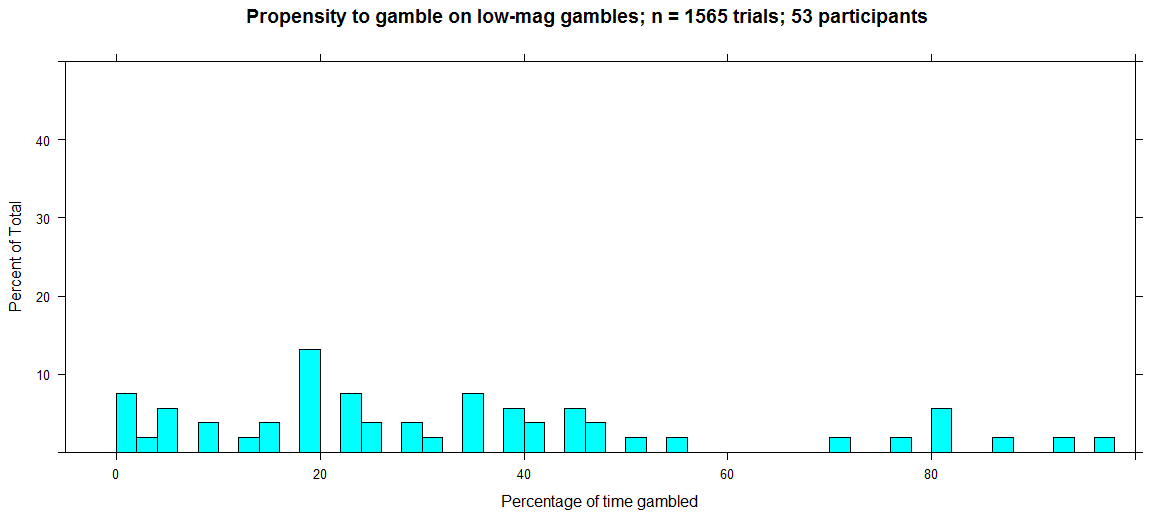 Propensity to gamble on low-mag gambles; n = 1565 trials; 53 participants
Percent of Total
40
30
20
10
0 20 40 60 80
Percentage of time gambled